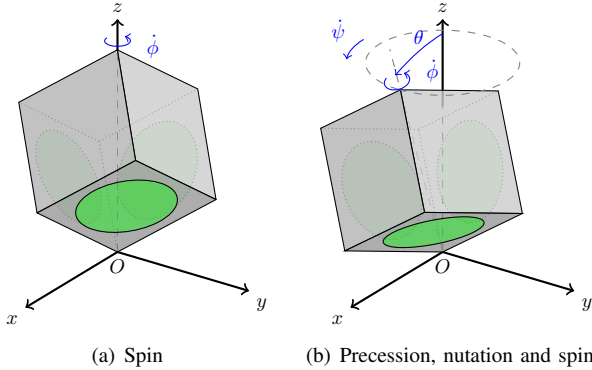 z
z
ϕ̇
ψ̇
θ
ϕ̇
O
O
x
y
x
y
(a) Spin
(b) Precession, nutation and spin